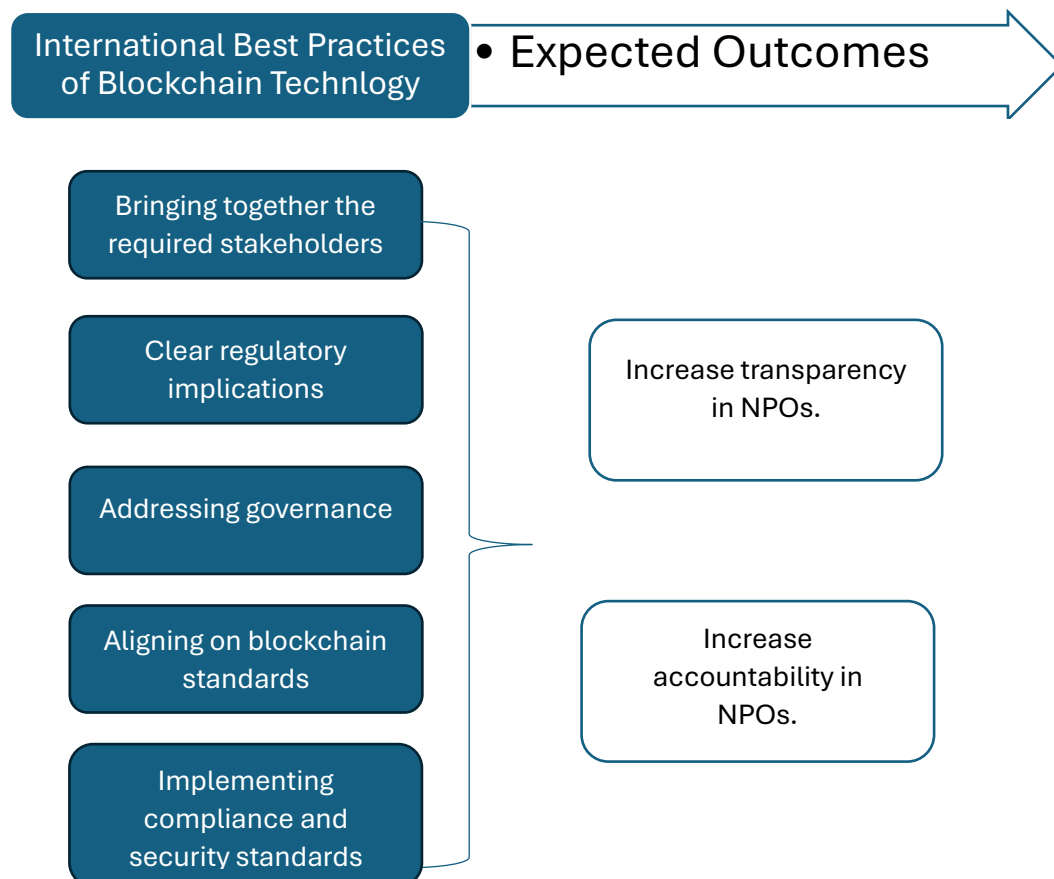 International Best Practices
of Blockchain Technlogy
• Expected Outcomes
Bringing together the
required stakeholders
Clear regulatory
implications
Addressing governance
Aligning on blockchain
standards
Implementing
compliance and
security standards
Increase transparency
in NPOs.
Increase
accountability in
NPOs.